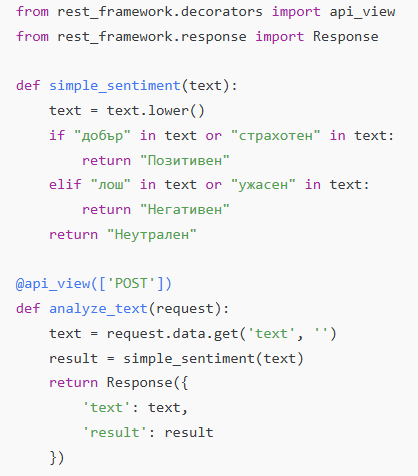 from rest_framework.decorators import api_view
from rest_framework.response import Response

def simple_sentiment(text):
    text = text.lower()
    if "добър" in text or "страхотен" in text:
        return "Позитивен"
    elif "лош" in text or "ужасен" in text:
        return "Негативен"
    return "Неутрален"

@api_view(['POST'])
def analyze_text(request):
    text = request.data.get('text', '')
    result = simple_sentiment(text)
    return Response({
        'text': text,
        'result': result
    })